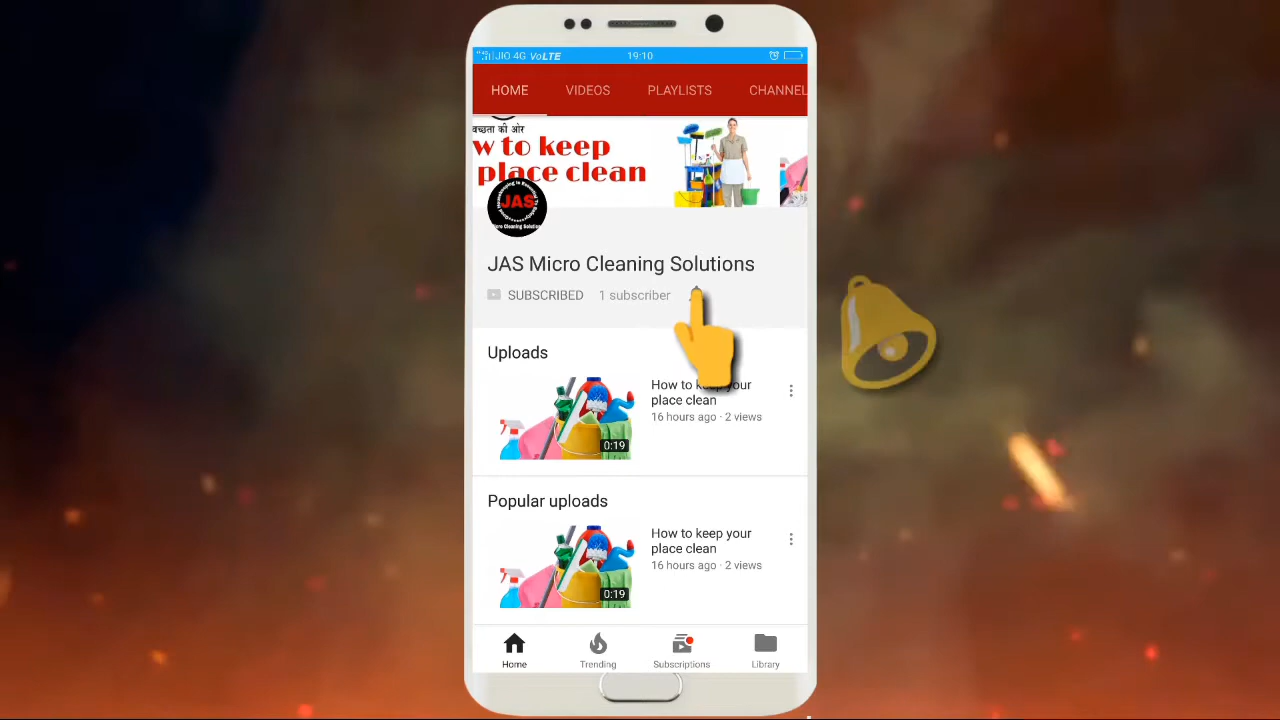 JIO 4G VoLTE 19:10
HOME VIDEOS PLAYLISTS CHANNEL
वच्छता की ओर
w to keep
place clean
JAS
JAS Micro Cleaning Solutions
SUBSCRIBED 1 subscriber
Uploads
How to keep your
place clean
16 hours ago · 2 views
0:19
Popular uploads
How to keep your
place clean
16 hours ago · 2 views
0:19
Home Trending Subscriptions Library